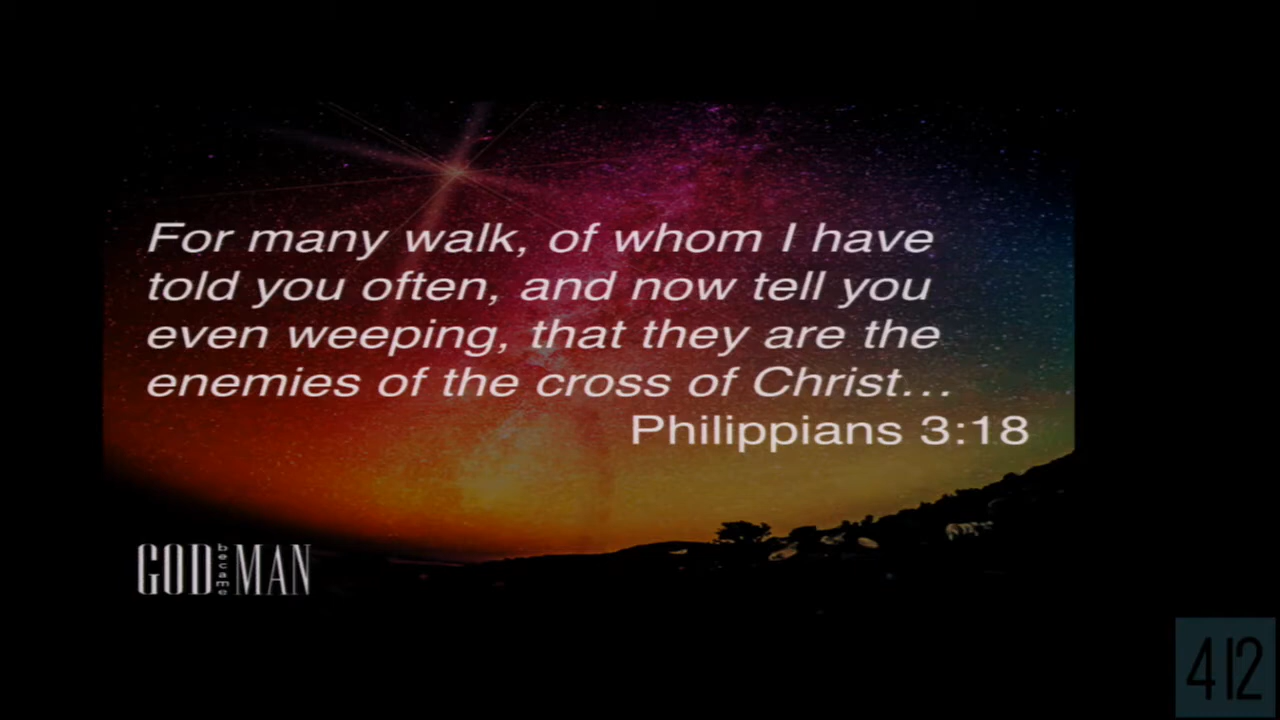 For many walk, of whom I have
told you often, and now tell you
even weeping, that they are the
enemies of the cross of Christ...
Philippians 3:18
GOD became MAN
412